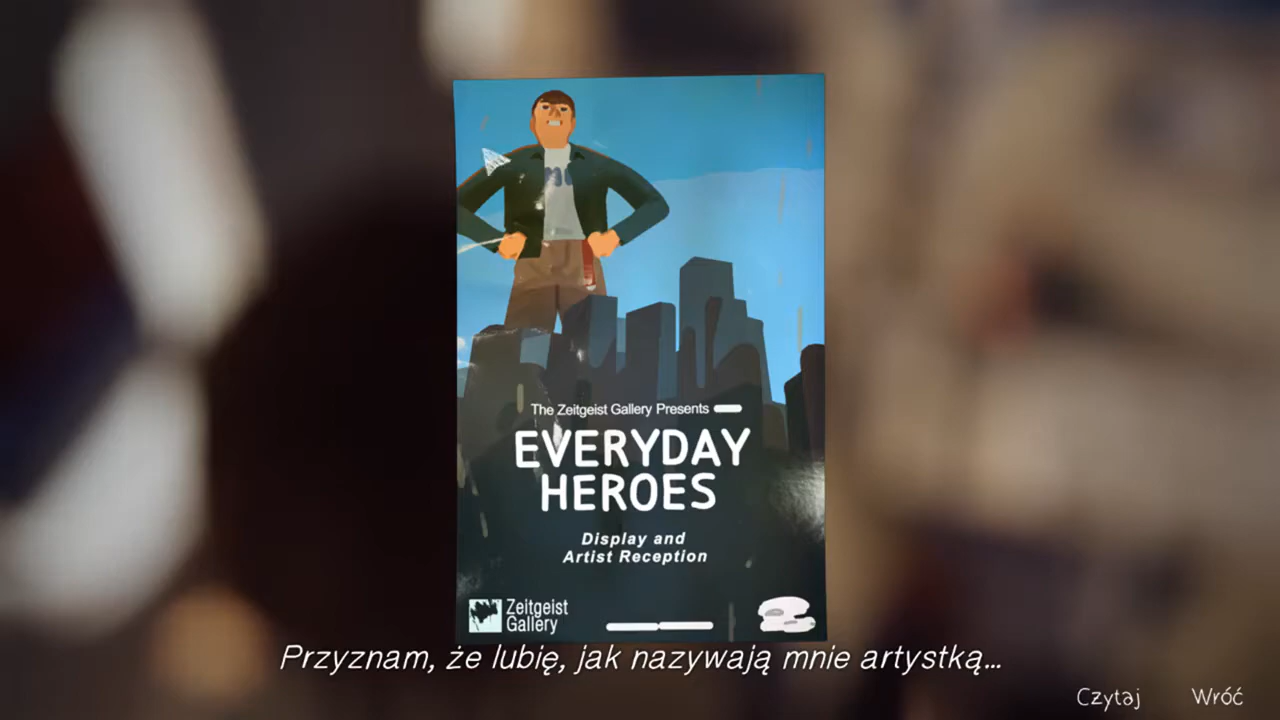 The Zeitgeist Gallery Presents
EVERYDAY
HEROES
Display and
Artist Reception
Zeitgeist
Gallery
Przyznam, że lubię, jak nazywają mnie artystką...
Czytaj
Wróć